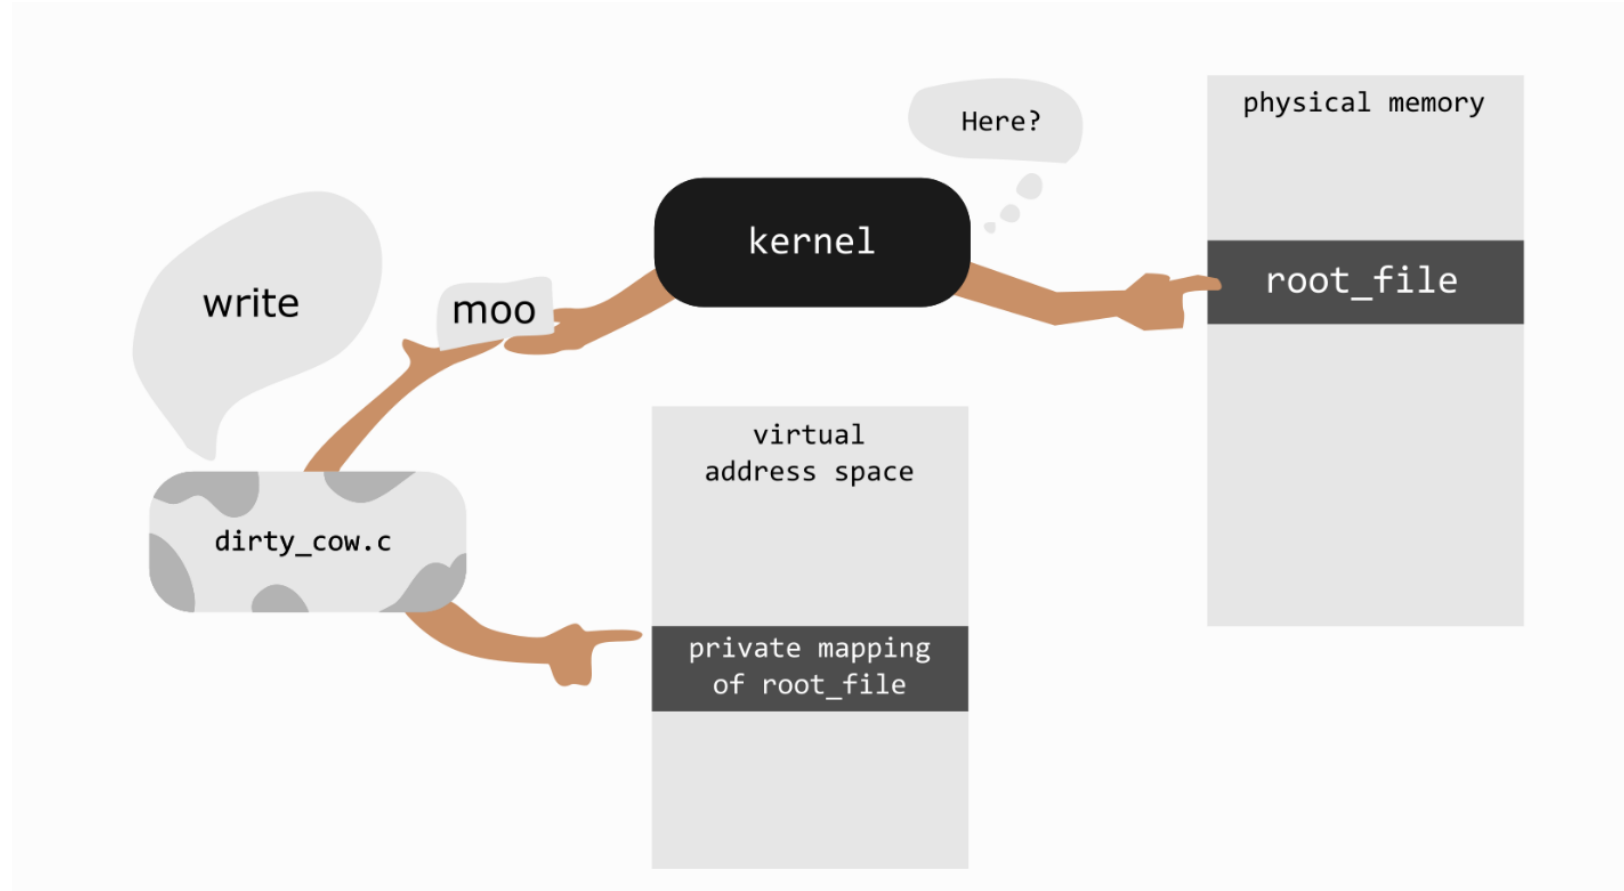 Here?
physical memory
kernel
root_file
write
moo
virtual
address space
dirty_cow.c
private mapping
of root_file